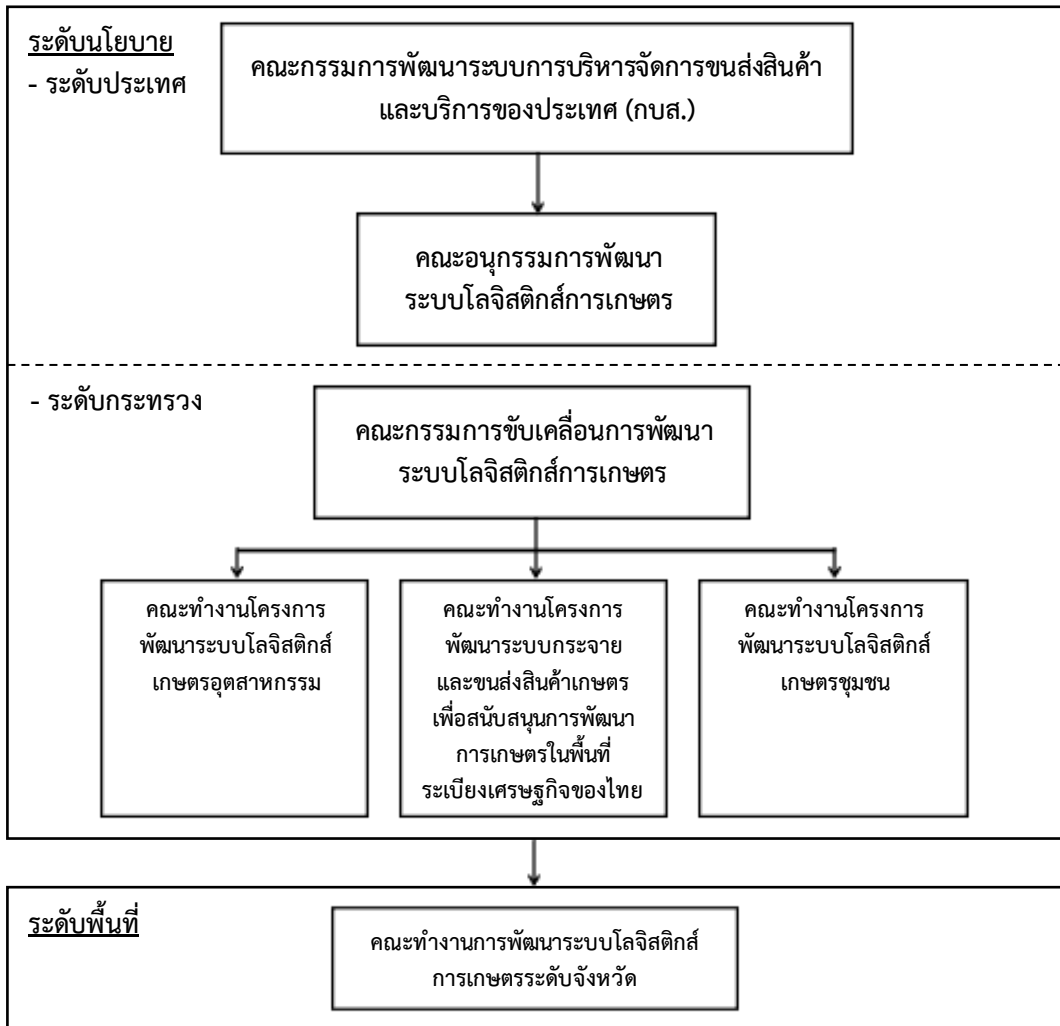 ระดับนโยบาย
- ระดับประเทศ
คณะกรรมการพัฒนาระบบการบริหารจัดการขนส่งสินค้า
และบริการของประเทศ (กบส.)
คณะอนุกรรมการพัฒนา
ระบบโลจิสติกส์การเกษตร
- ระดับกระทรวง
คณะกรรมการขับเคลื่อนการพัฒนา
ระบบโลจิสติกส์การเกษตร
คณะทำงานโครงการ
พัฒนาระบบโลจิสติกส์
เกษตรอุตสาหกรรม
คณะทำงานโครงการ
พัฒนาระบบกระจาย
และขนส่งสินค้าเกษตร
เพื่อสนับสนุนการพัฒนา
การเกษตรในพื้นที่
ระเบียงเศรษฐกิจของไทย
คณะทำงานโครงการ
พัฒนาระบบโลจิสติกส์
เกษตรชุมชน
ระดับพื้นที่
คณะทำงานการพัฒนาระบบโลจิสติกส์
การเกษตรระดับจังหวัด